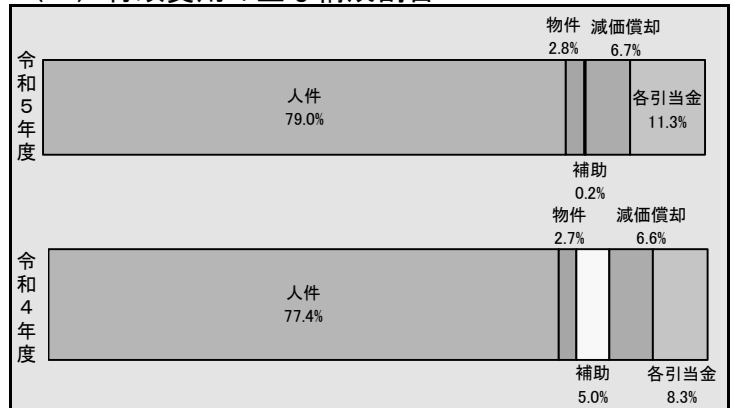 物件 減価償却
2.8% 6.7%
令和5年度
人件
79.0%
各引当金
11.3%
補助
0.2%
物件 減価償却
2.7% 6.6%
令和4年度
人件
77.4%
補助 各引当金
5.0% 8.3%